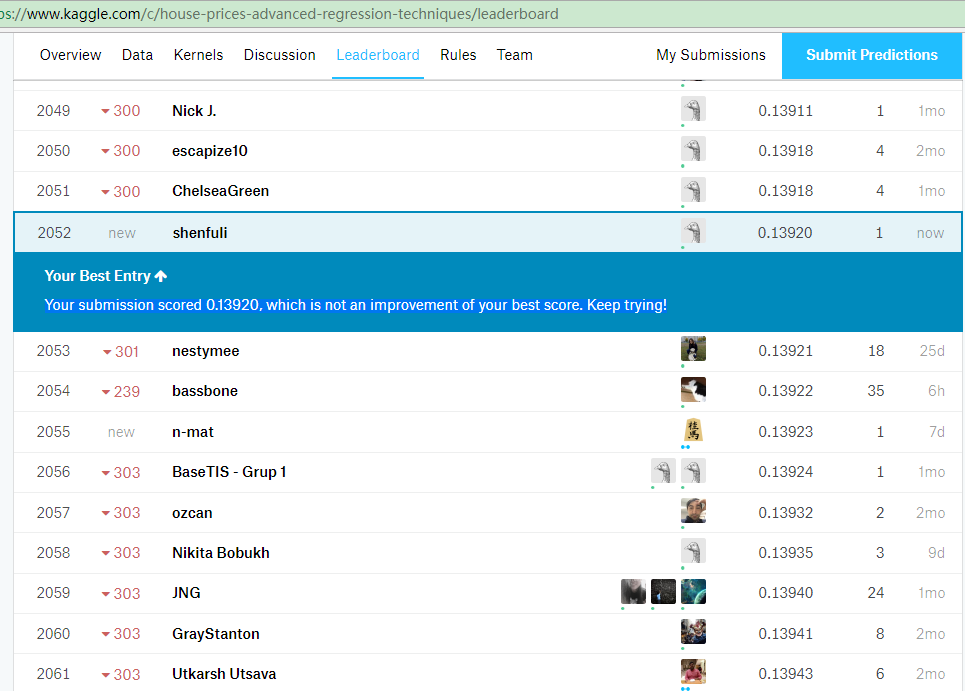 ps://www.kaggle.com/c/house-prices-advanced-regression-techniques/leaderboard
Overview Data Kernels Discussion Leaderboard Rules Team My Submissions Submit Predictions
2049 300 Nick J. 0.13911 1 1mo
2050 300 escapize10 0.13918 4 2mo
2051 300 ChelseaGreen 0.13918 4 1mo
2052 new shenfuli 0.13920 1 now
Your Best Entry
Your submission scored 0.13920, which is not an improvement of your best score. Keep trying!
2053 301 nestymee 0.13921 18 25d
2054 239 bassbone 0.13922 35 6h
2055 new n-mat 桂馬 0.13923 1 7d
2056 303 BaseTIS - Grup 1 0.13924 1 1mo
2057 303 ozcan 0.13932 2 2mo
2058 303 Nikita Bobukh 0.13935 3 9d
2059 303 JNG 0.13940 24 1mo
2060 303 GrayStanton 0.13941 8 2mo
2061 303 Utkarsh Utsava 0.13943 6 2mo